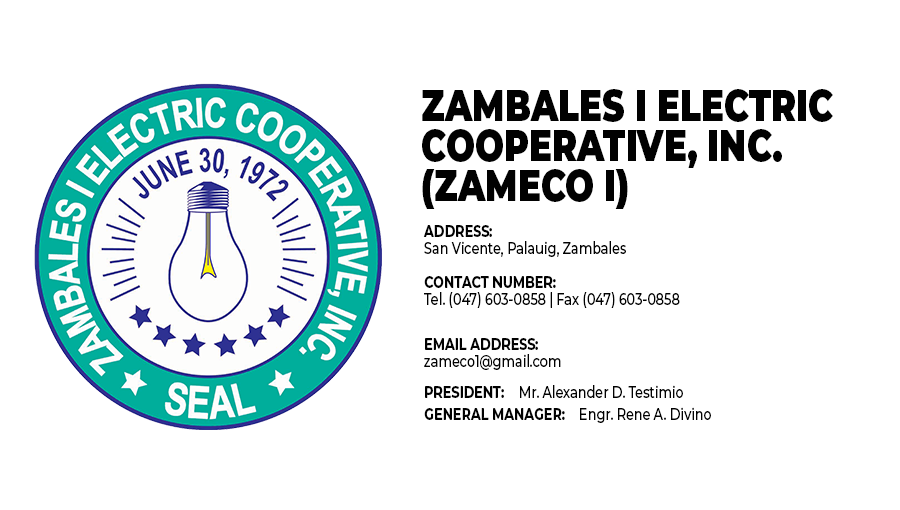 ZAMBALES I ELECTRIC COOPERATIVE, INC.
JUNE 30, 1972
SEAL
ZAMBALES I ELECTRIC
COOPERATIVE, INC.
(ZAMECO I)
ADDRESS:
San Vicente, Palauig, Zambales
CONTACT NUMBER:
Tel. (047) 603-0858 | Fax (047) 603-0858
EMAIL ADDRESS:
zameco1@gmail.com
PRESIDENT: Mr. Alexander D. Testimio
GENERAL MANAGER: Engr. Rene A. Divino